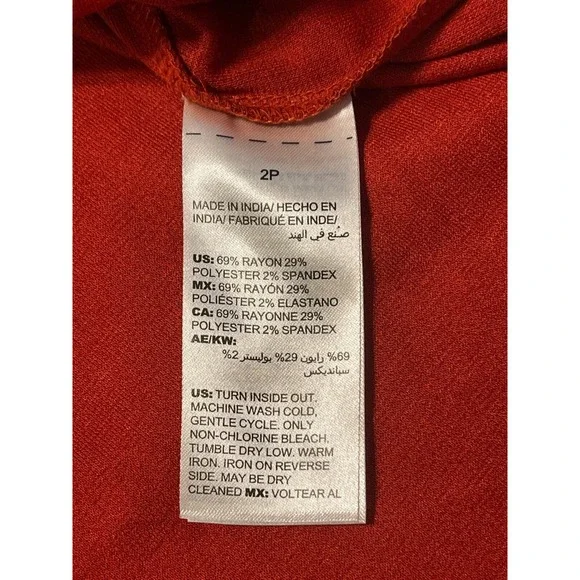 2P
MADE IN INDIA/ HECHO EN
INDIA/ FABRIQUÉ EN INDE/
صنع في الهند
US: 69% RAYON 29%
POLYESTER 2% SPANDEX
MX: 69% RAYÓN 29%
POLIÉSTER 2% ELASTANO
CA: 69% RAYONNE 29%
POLYESTER 2% SPANDEX
AE/KW:
69% رايون 29% بوليستر 2%
سباندیکس
US: TURN INSIDE OUT.
MACHINE WASH COLD,
GENTLE CYCLE. ONLY
NON-CHLORINE BLEACH.
TUMBLE DRY LOW. WARM
IRON. IRON ON REVERSE
SIDE. MAY BE DRY
CLEANED MX: VOLTEAR AL